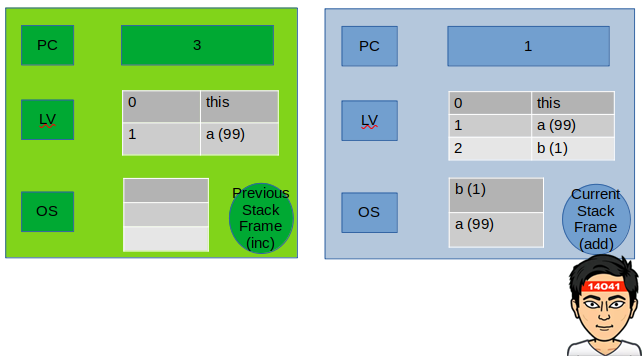 PC
3
LV
0 this
1 a (99)
OS
Previous
Stack
Frame
(inc)
PC
1
LV
0 this
1 a (99)
2 b (1)
OS
b (1)
a (99)
Current
Stack
Frame
(add)
14041